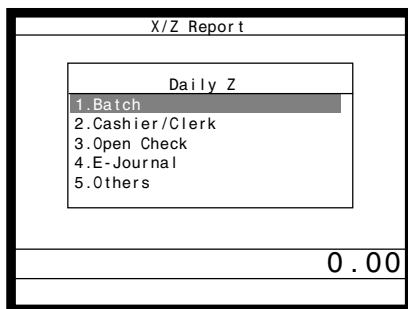 X/Z Report
Daily Z
1.Batch
2.Cashier/Clerk
3.Open Check
4.E-Journal
5.Others
0.00